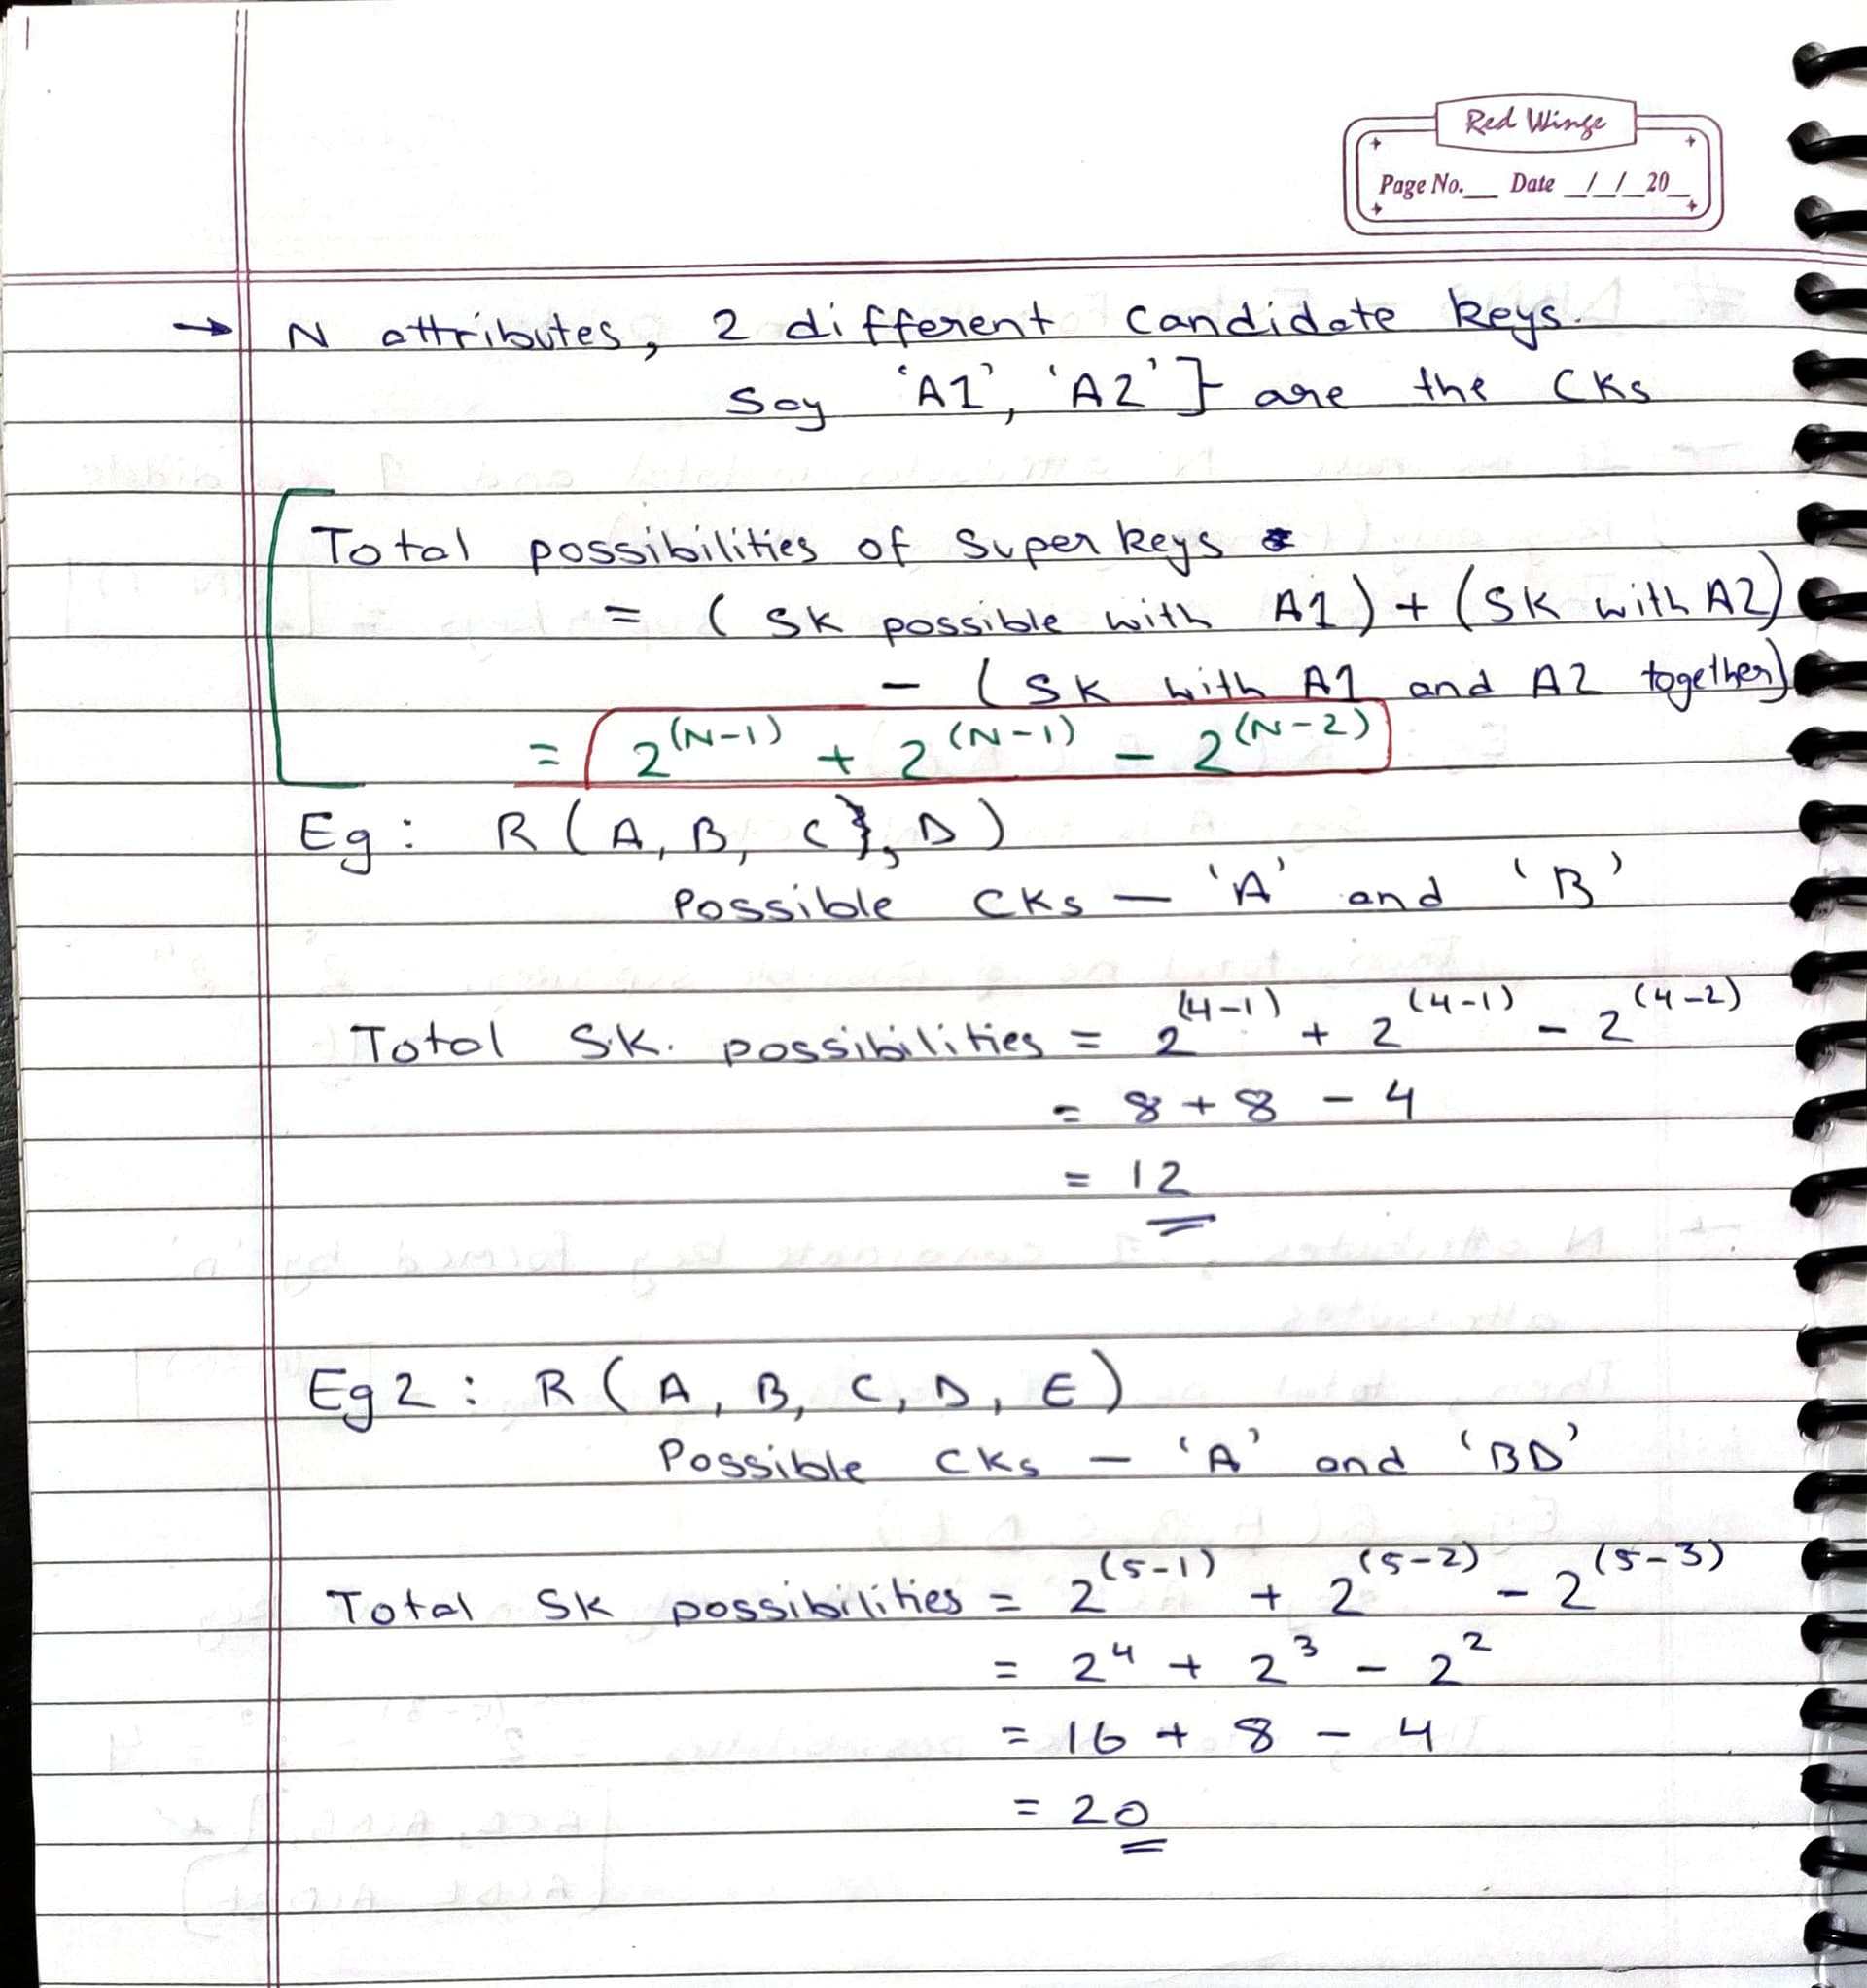 Red Winge
Page No.__ Date _/_/_20_
→ N attributes, 2 different candidate keys.
Say 'A1', 'A2' } are the CKs
Total possibilities of Super keys
= ( SK possible with A1 ) + ( SK with A2 )
- ( SK with A1 and A2 together )
= 2^(N-1) + 2^(N-1) - 2^(N-2)
Eg : R ( A, B, C, D )
Possible CKs — 'A' and 'B'
Total S.K. possibilities = 2^(4-1) + 2^(4-1) - 2^(4-2)
= 8 + 8 - 4
= 12
Eg 2 : R ( A, B, C, D, E )
Possible CKs — 'A' and 'BD'
Total SK possibilities = 2^(5-1) + 2^(5-2) - 2^(5-3)
= 2^4 + 2^3 - 2^2
= 16 + 8 - 4
= 20